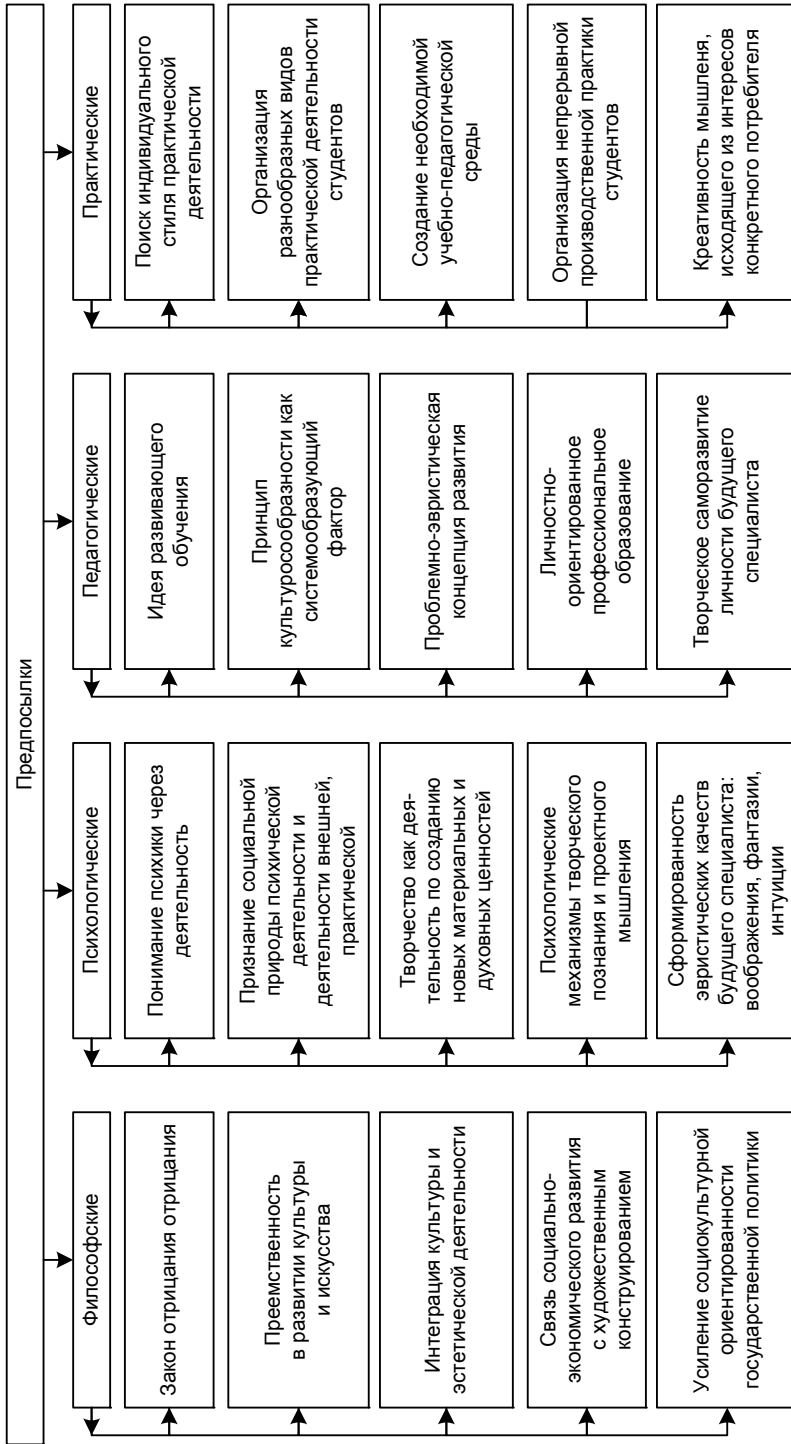 Предпосылки
Философские
Закон отрицания отрицания
Преемственность
в развитии культуры
и искусства
Интеграция культуры и
эстетической деятельности
Связь социально-
экономического развития
с художественным
конструированием
Усиление социокультурной
ориентированности
государственной политики
Психологические
Понимание психики через
деятельность
Признание социальной
природы психической
деятельности и
деятельности внешней,
практической
Творчество как дея-
тельность по созданию
новых материальных и
духовных ценностей
Психологические
механизмы творческого
познания и проектного
мышления
Сформированность
эвристических качеств
будущего специалиста:
воображения, фантазии,
интуиции
Педагогические
Идея развивающего
обучения
Принцип
культуросообразности как
системообразующий
фактор
Проблемно-эвристическая
концепция развития
Личностно-
ориентированное
профессиональное
образование
Творческое саморазвитие
личности будущего
специалиста
Практические
Поиск индивидуального
стиля практической
деятельности
Организация
разнообразных видов
практической деятельности
студентов
Создание необходимой
учебно-педагогической
среды
Организация непрерывной
производственной практики
студентов
Креативность мышленя,
исходящего из интересов
конкретного потребителя